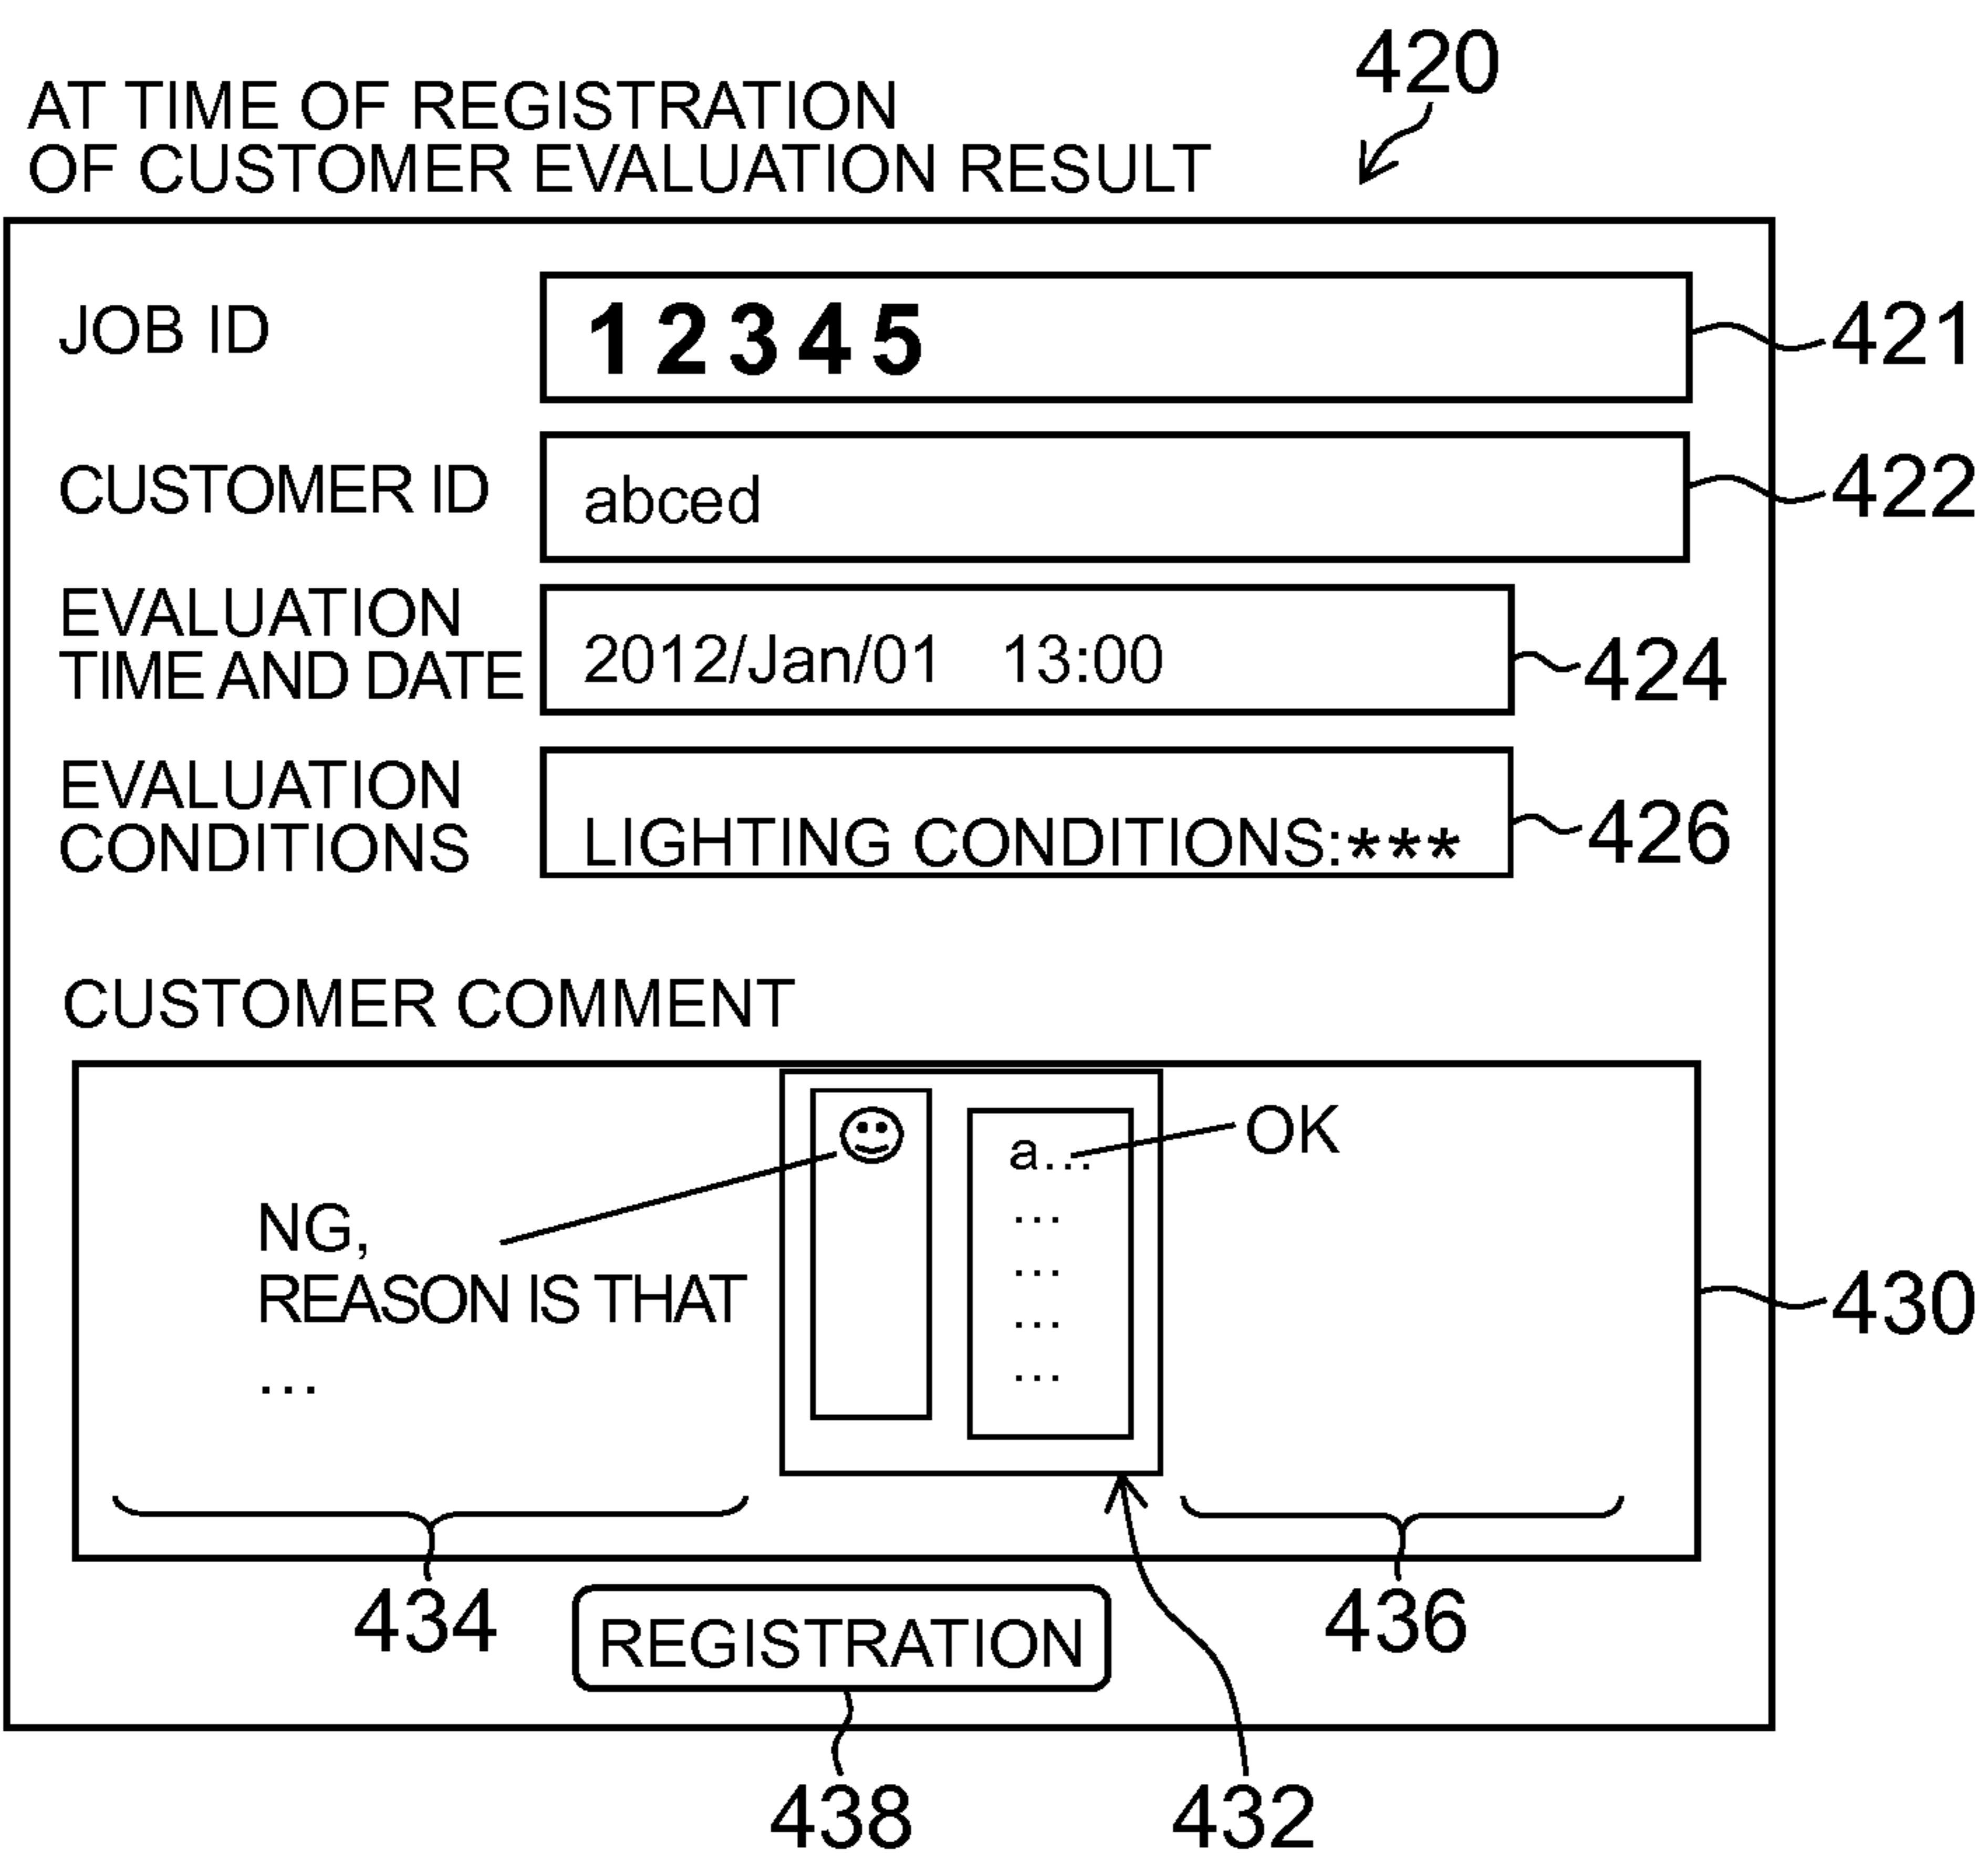 420
AT TIME OF REGISTRATION
OF CUSTOMER EVALUATION RESULT
JOB ID 12345 421
CUSTOMER ID abced 422
EVALUATION
TIME AND DATE 2012/Jan/01 13:00 424
EVALUATION
CONDITIONS LIGHTING CONDITIONS:*** 426
CUSTOMER COMMENT
a... OK
...
...
...
...
NG,
REASON IS THAT
...
430
434 REGISTRATION 436
438 432